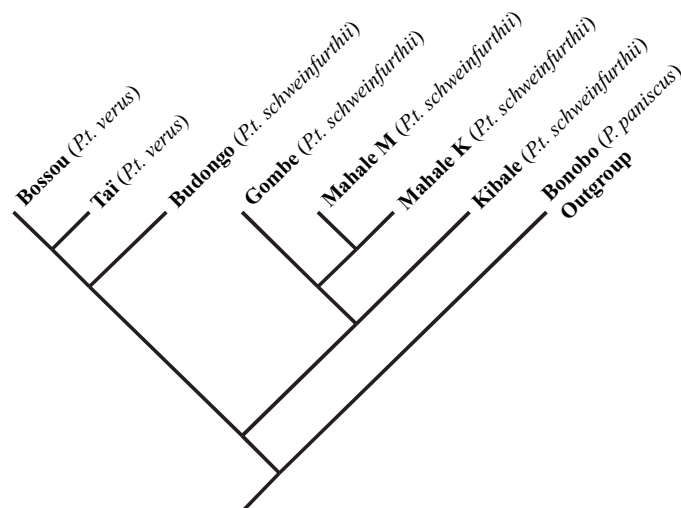 Bossou (P.t. verus)
Taï (P.t. verus)
Budongo (P.t. schweinfurthii)
Gombe (P.t. schweinfurthii)
Mahale M (P.t. schweinfurthii)
Mahale K (P.t. schweinfurthii)
Kibale (P.t. schweinfurthii)
Bonobo (P. paniscus)
Outgroup